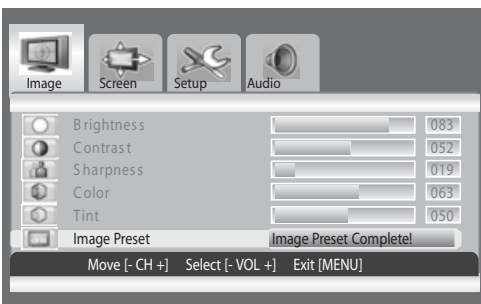 Image Screen Setup Audio
Brightness 083
Contrast 052
Sharpness 019
Color 063
Tint 050
Image Preset Image Preset Complete!
Move [- CH +] Select [- VOL +] Exit [MENU]